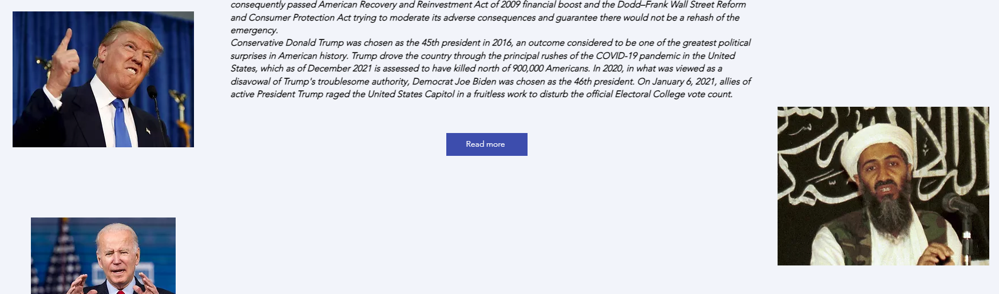 consequently passed American Recovery and Reinvestment Act of 2009 financial boost and the Dodd–Frank Wall Street Reform
and Consumer Protection Act trying to moderate its adverse consequences and guarantee there would not be a rehash of the
emergency.
Conservative Donald Trump was chosen as the 45th president in 2016, an outcome considered to be one of the greatest political
surprises in American history. Trump drove the country through the principal rushes of the COVID-19 pandemic in the United
States, which as of December 2021 is assessed to have killed north of 900,000 Americans. In 2020, in what was viewed as a
disavowal of Trump's troublesome authority, Democrat Joe Biden was chosen as the 46th president. On January 6, 2021, allies of
active President Trump raged the United States Capitol in a fruitless work to disturb the official Electoral College vote count.
Read more